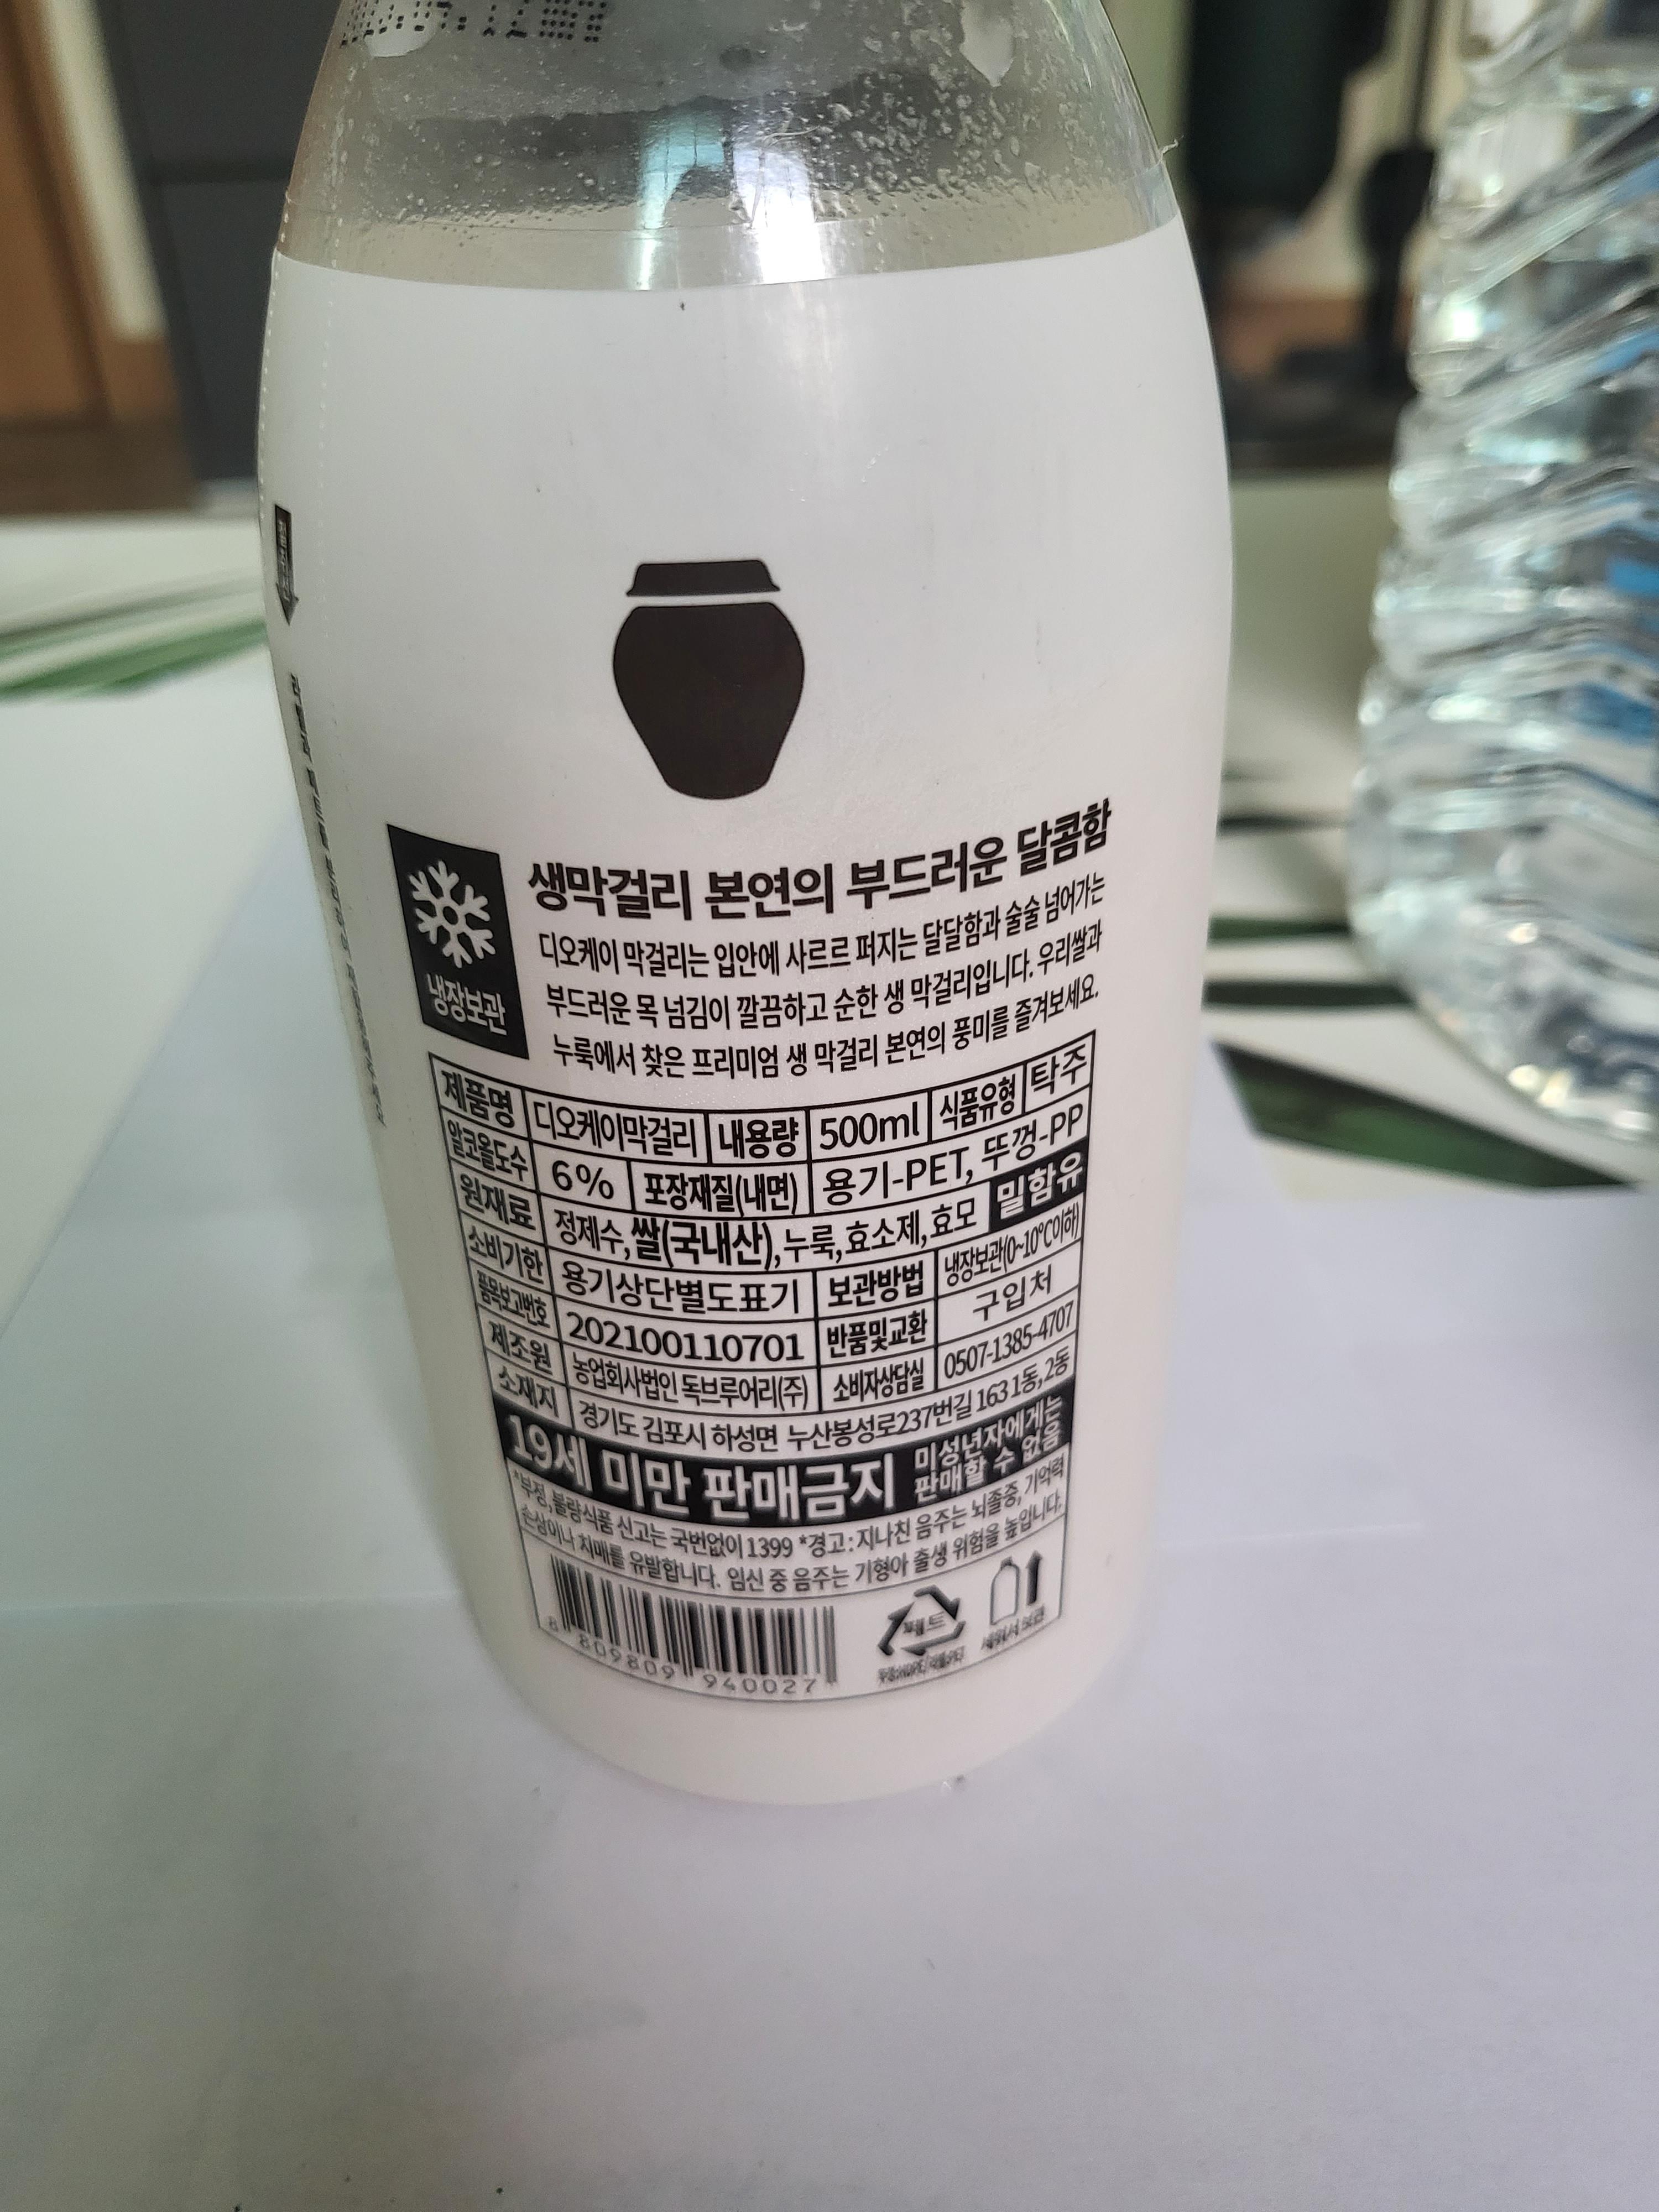 생막걸리 본연의 부드러운 달콤함
디오케이 막걸리는 입안에 사르르 퍼지는 달달함과 술술 넘어가는
부드러운 목 넘김이 깔끔하고 순한 생 막걸리입니다. 우리쌀과
누룩에서 찾은 프리미엄 생 막걸리 본연의 풍미를 즐겨보세요.
냉장보관
제품명 디오케이막걸리 내용량 500ml 식품유형 탁주
알코올도수 6% 포장재질(내면) 용기-PET, 뚜껑-PP
원재료 정제수, 쌀(국내산), 누룩, 효소제, 효모 밀함유
소비기한 용기상단별도표기 보관방법 냉장보관(0~10℃이하)
품목보고번호 202100110701 반품및교환 구입처
제조원 농업회사법인 독브루어리(주) 소비자상담실 0507-1385-4707
소재지 경기도 김포시 하성면 누산봉성로237번길 163 1동, 2동
19세 미만 판매금지 미성년자에게는
판매할 수 없음
*부정, 불량식품 신고는 국번없이 1399 *경고 : 지나친 음주는 뇌졸중, 기억력
손상이나 치매를 유발합니다. 임신 중 음주는 기형아 출생 위험을 높입니다.
8 809809 940027
페트
세워서 보관